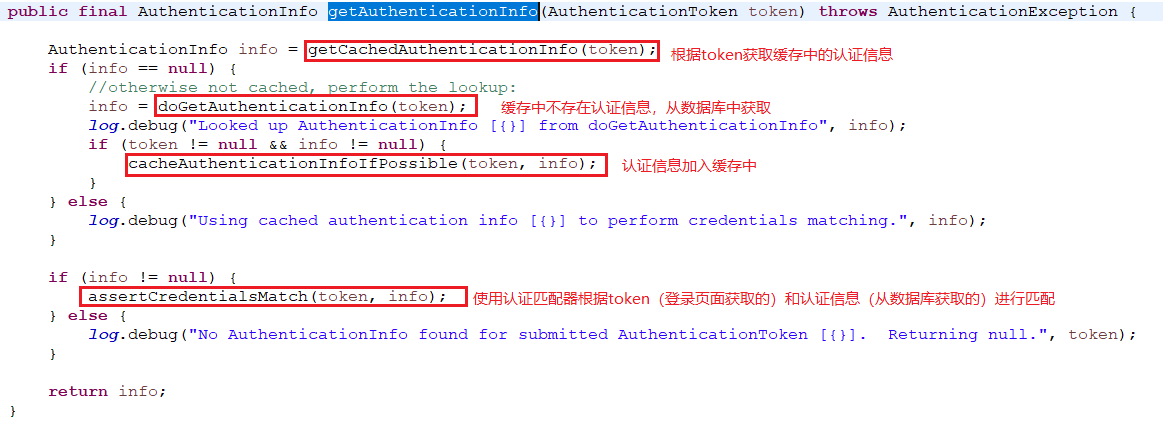 public final AuthenticationInfo getAuthenticationInfo(AuthenticationToken token) throws AuthenticationException {
AuthenticationInfo info = getCachedAuthenticationInfo(token); 根据token获取缓存中的认证信息
if (info == null) {
//otherwise not cached, perform the lookup:
info = doGetAuthenticationInfo(token); 缓存中不存在认证信息，从数据库中获取
log.debug("Looked up AuthenticationInfo [{}] from doGetAuthenticationInfo", info);
if (token != null && info != null) {
cacheAuthenticationInfoIfPossible(token, info); 认证信息加入缓存中
}
} else {
log.debug("Using cached authentication info [{}] to perform credentials matching.", info);
}
if (info != null) {
assertCredentialsMatch(token, info); 使用认证匹配器根据token（登录页面获取的）和认证信息（从数据库获取的）进行匹配
} else {
log.debug("No AuthenticationInfo found for submitted AuthenticationToken [{}].  Returning null.", token);
}
return info;
}